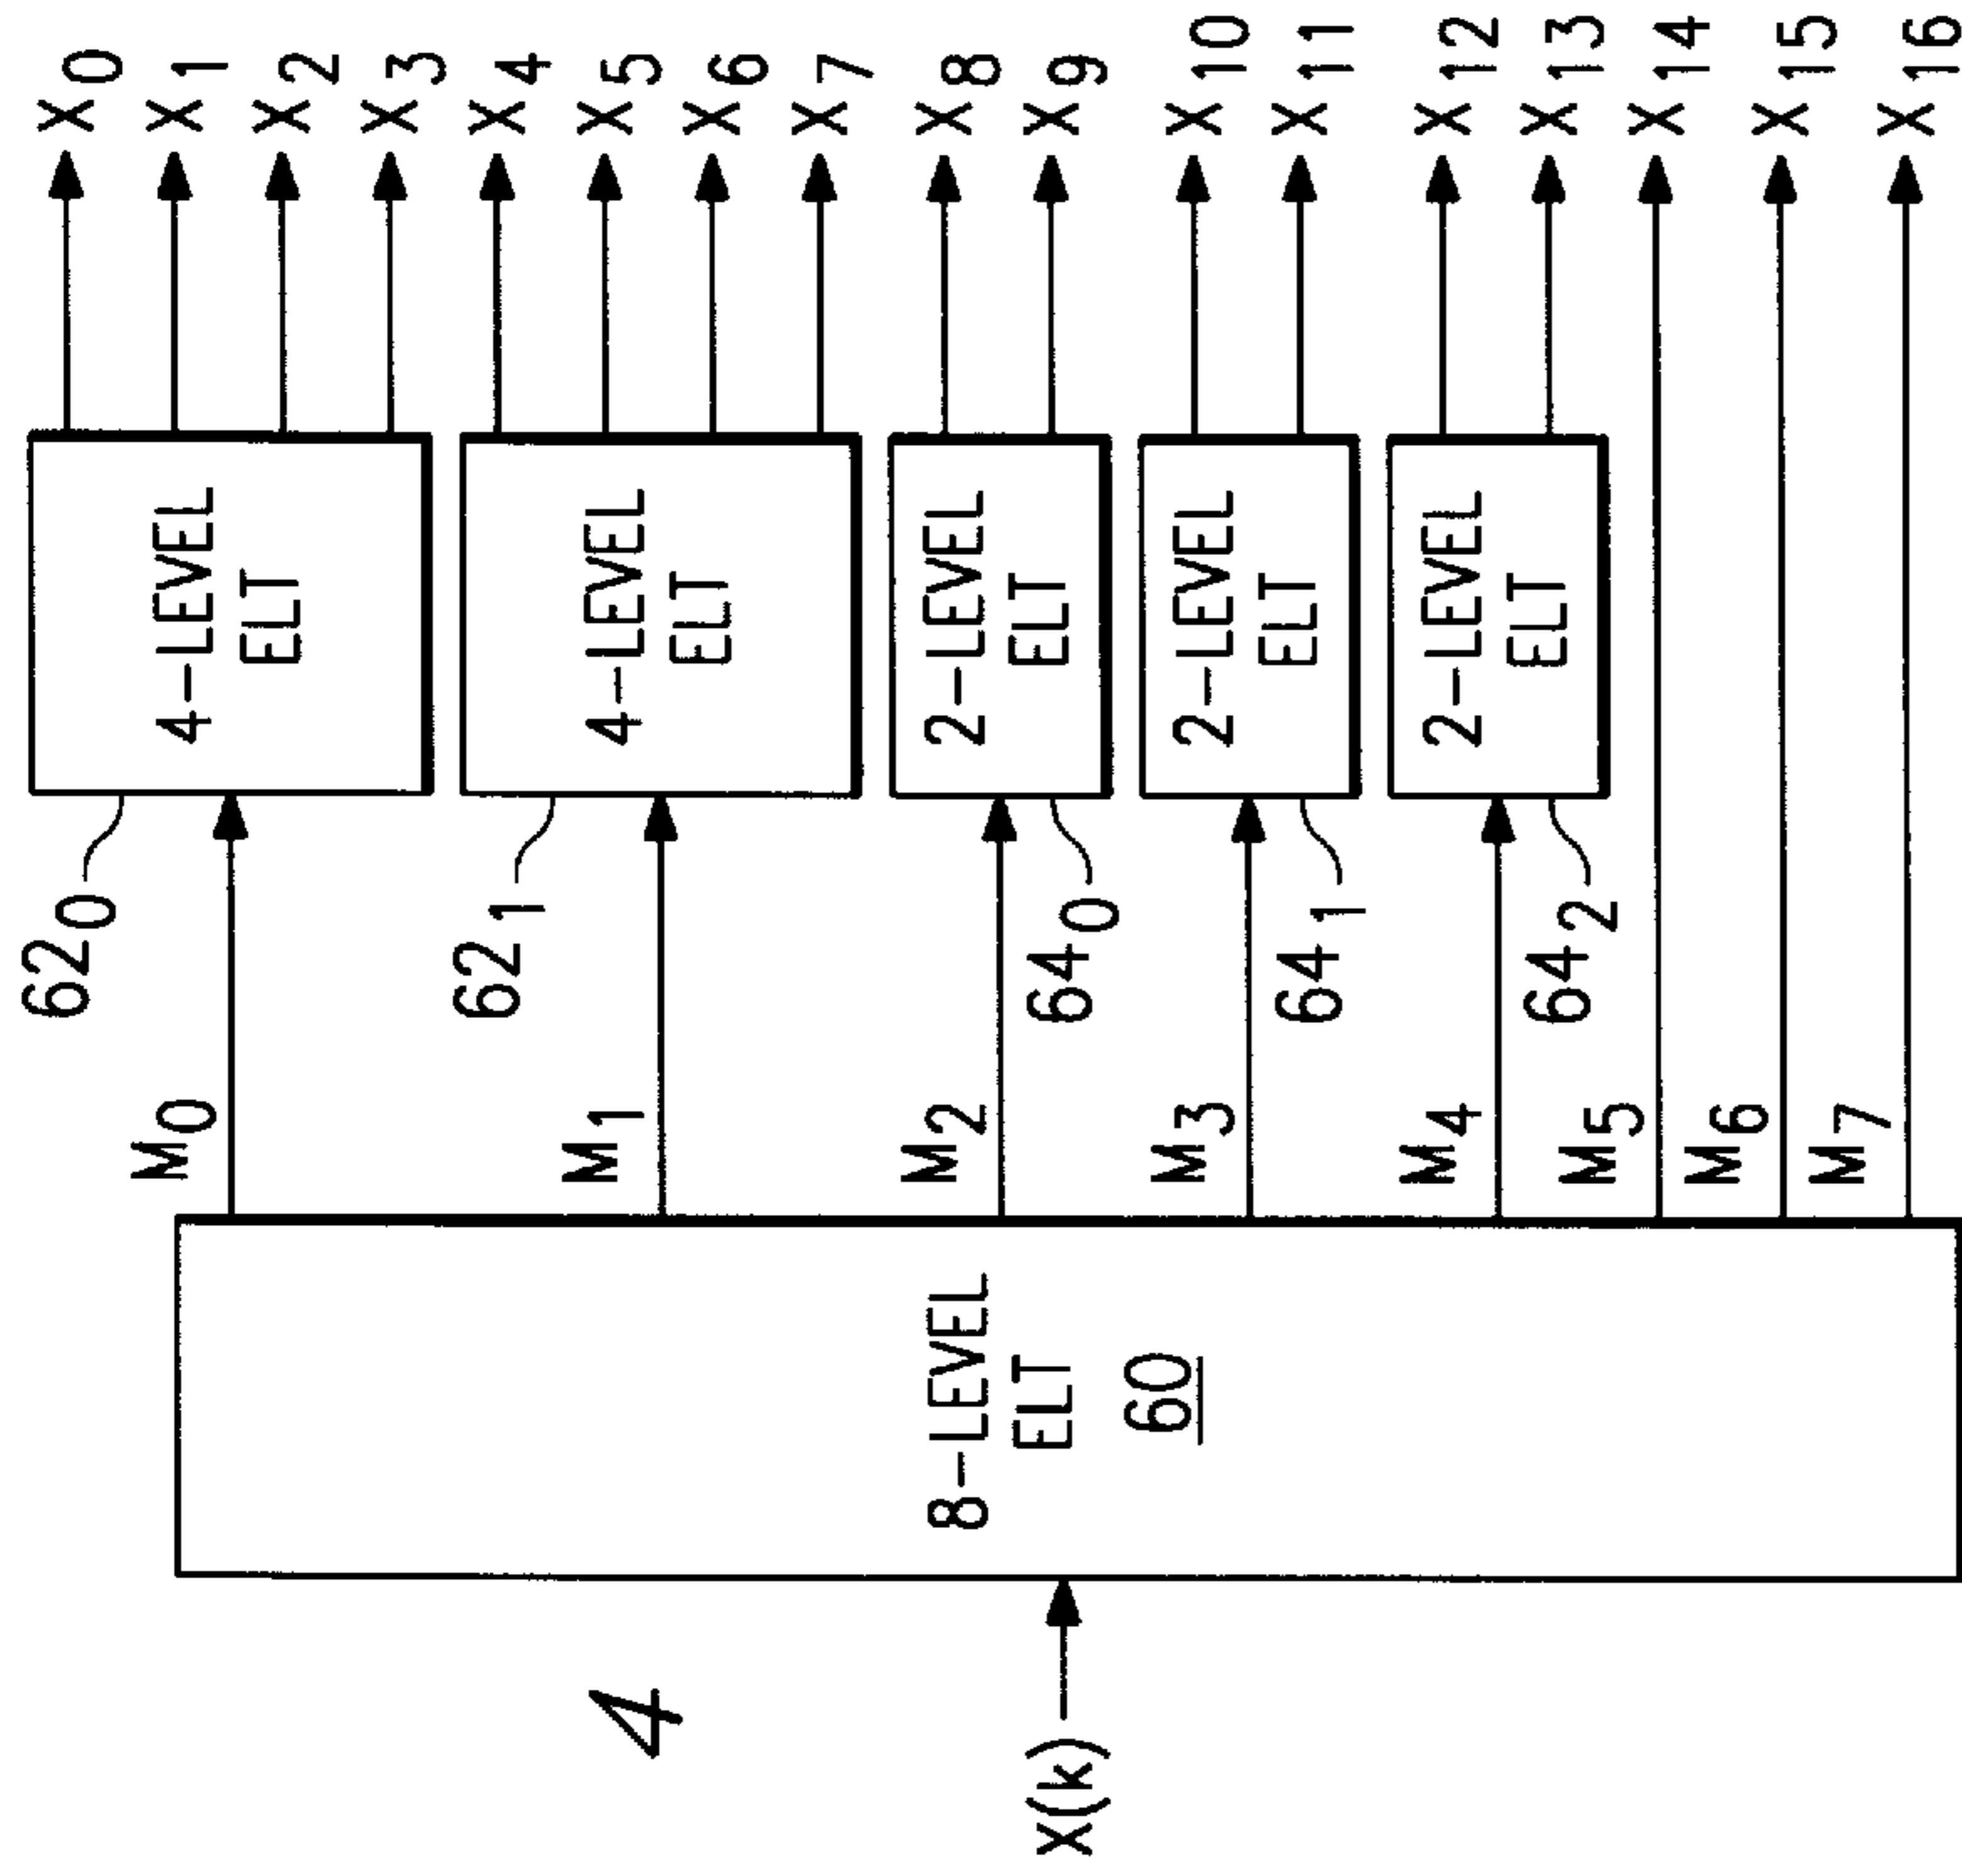 4
x(k)
8-LEVEL
ELT
60
M0
M1
M2
M3
M4
M5
M6
M7
620
4-LEVEL
ELT
621
4-LEVEL
ELT
640
2-LEVEL
ELT
641
2-LEVEL
ELT
642
2-LEVEL
ELT
X0
X1
X2
X3
X4
X5
X6
X7
X8
X9
X10
X11
X12
X13
X14
X15
X16